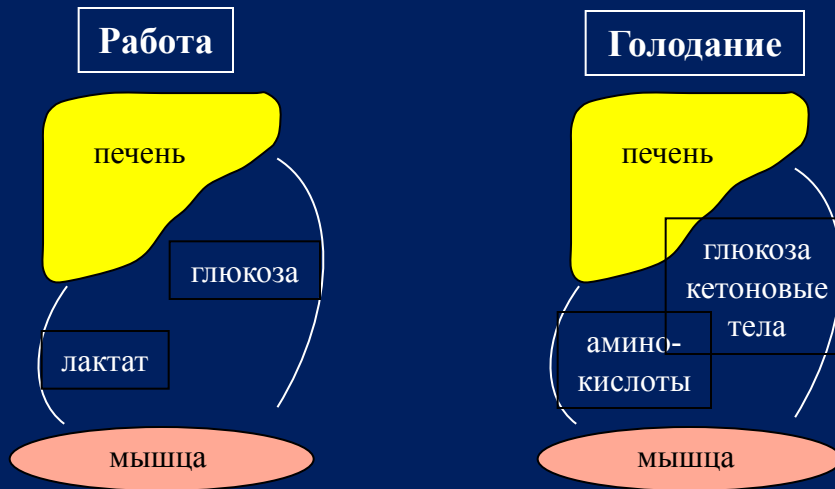 Работа
печень
глюкоза
лактат
мышца
Голодание
печень
глюкоза
кетоновые
тела
амино-
кислоты
мышца